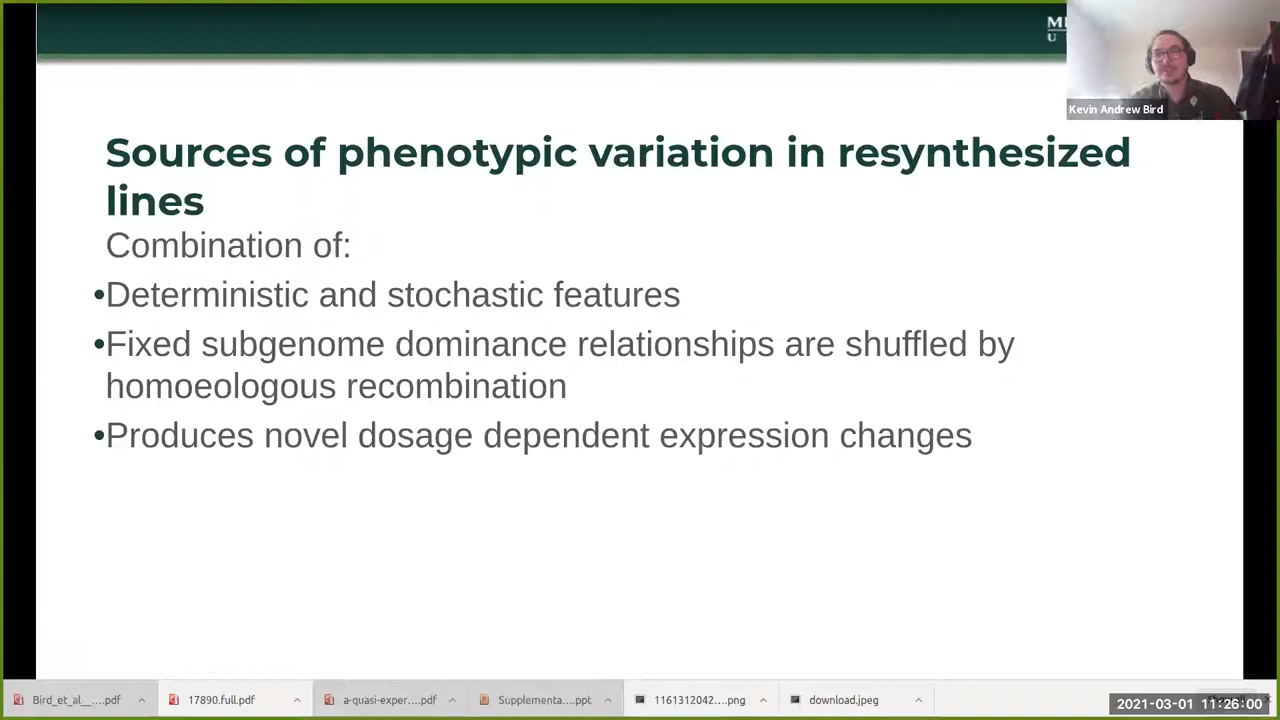 Kevin Andrew Bird
Sources of phenotypic variation in resynthesized
lines
Combination of:
•Deterministic and stochastic features
•Fixed subgenome dominance relationships are shuffled by
homoeologous recombination
•Produces novel dosage dependent expression changes
Bird_et_al__....pdf
17890.full.pdf
a-quasi-exper....pdf
Supplementa....ppt
1161312042....png
download.jpeg
2021-03-01 11:26:00